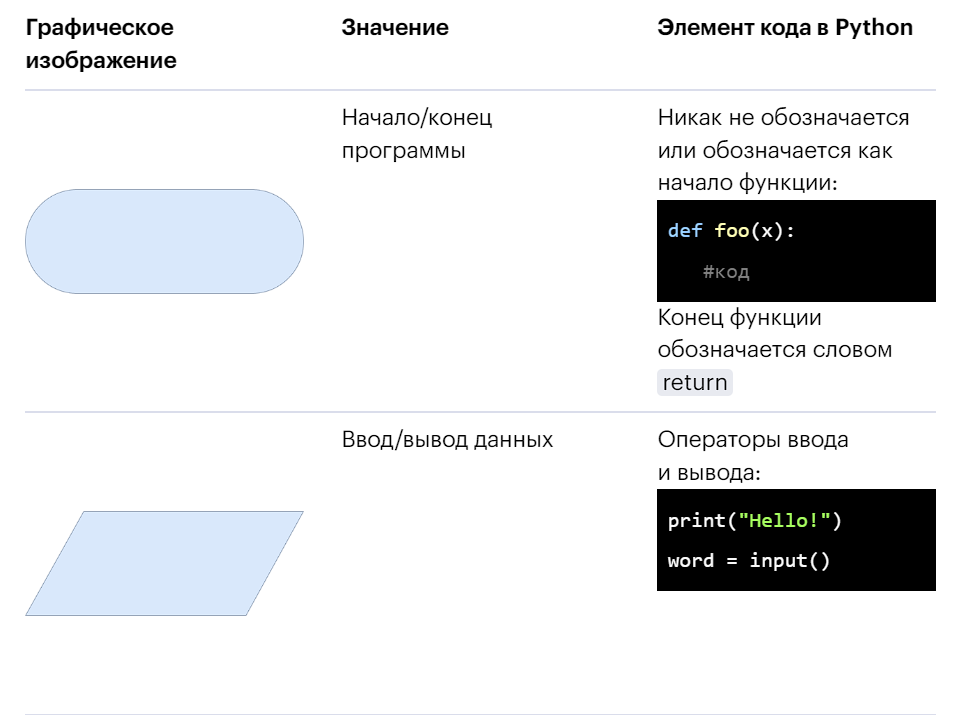 Графическое
изображение
Значение
Элемент кода в Python
Начало/конец
программы
Никак не обозначается
или обозначается как
начало функции:
def foo(x):
#код
Конец функции
обозначается словом
return
Ввод/вывод данных
Операторы ввода
и вывода:
print("Hello!")
word = input()